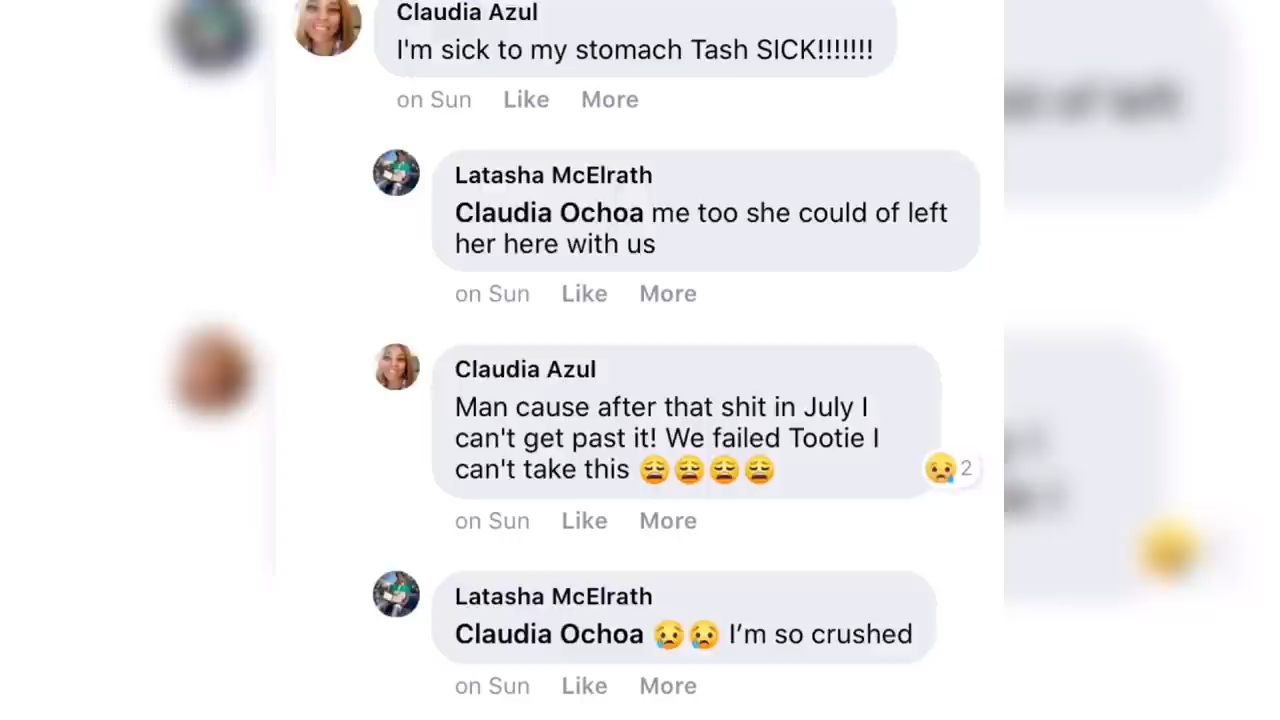 Claudia Azul
I'm sick to my stomach Tash SICK!!!!!!!
on Sun Like More
Latasha McElrath
Claudia Ochoa me too she could of left
her here with us
on Sun Like More
Claudia Azul
Man cause after that shit in July I
can't get past it! We failed Tootie I
can't take this 😩😩😩😩
😢 2
on Sun Like More
Latasha McElrath
Claudia Ochoa 😢😢 I’m so crushed
on Sun Like More